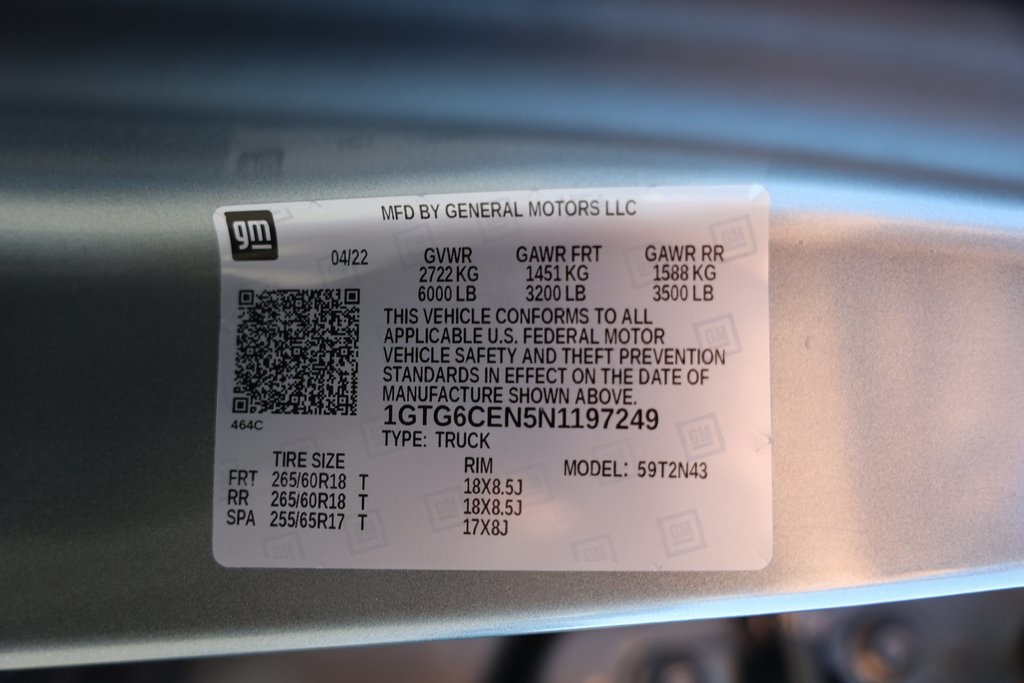 gm
MFD BY GENERAL MOTORS LLC
04/22 GVWR GAWR FRT GAWR RR
2722 KG 1451 KG 1588 KG
6000 LB 3200 LB 3500 LB
THIS VEHICLE CONFORMS TO ALL
APPLICABLE U.S. FEDERAL MOTOR
VEHICLE SAFETY AND THEFT PREVENTION
STANDARDS IN EFFECT ON THE DATE OF
MANUFACTURE SHOWN ABOVE.
464C
1GTG6CEN5N1197249
TYPE: TRUCK
TIRE SIZE RIM MODEL: 59T2N43
FRT 265/60R18 T 18X8.5J
RR 265/60R18 T 18X8.5J
SPA 255/65R17 T 17X8J